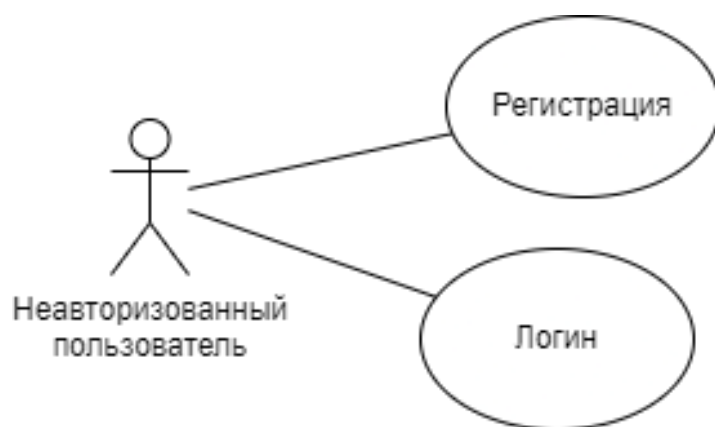 Регистрация
Неавторизованный
пользователь
Логин